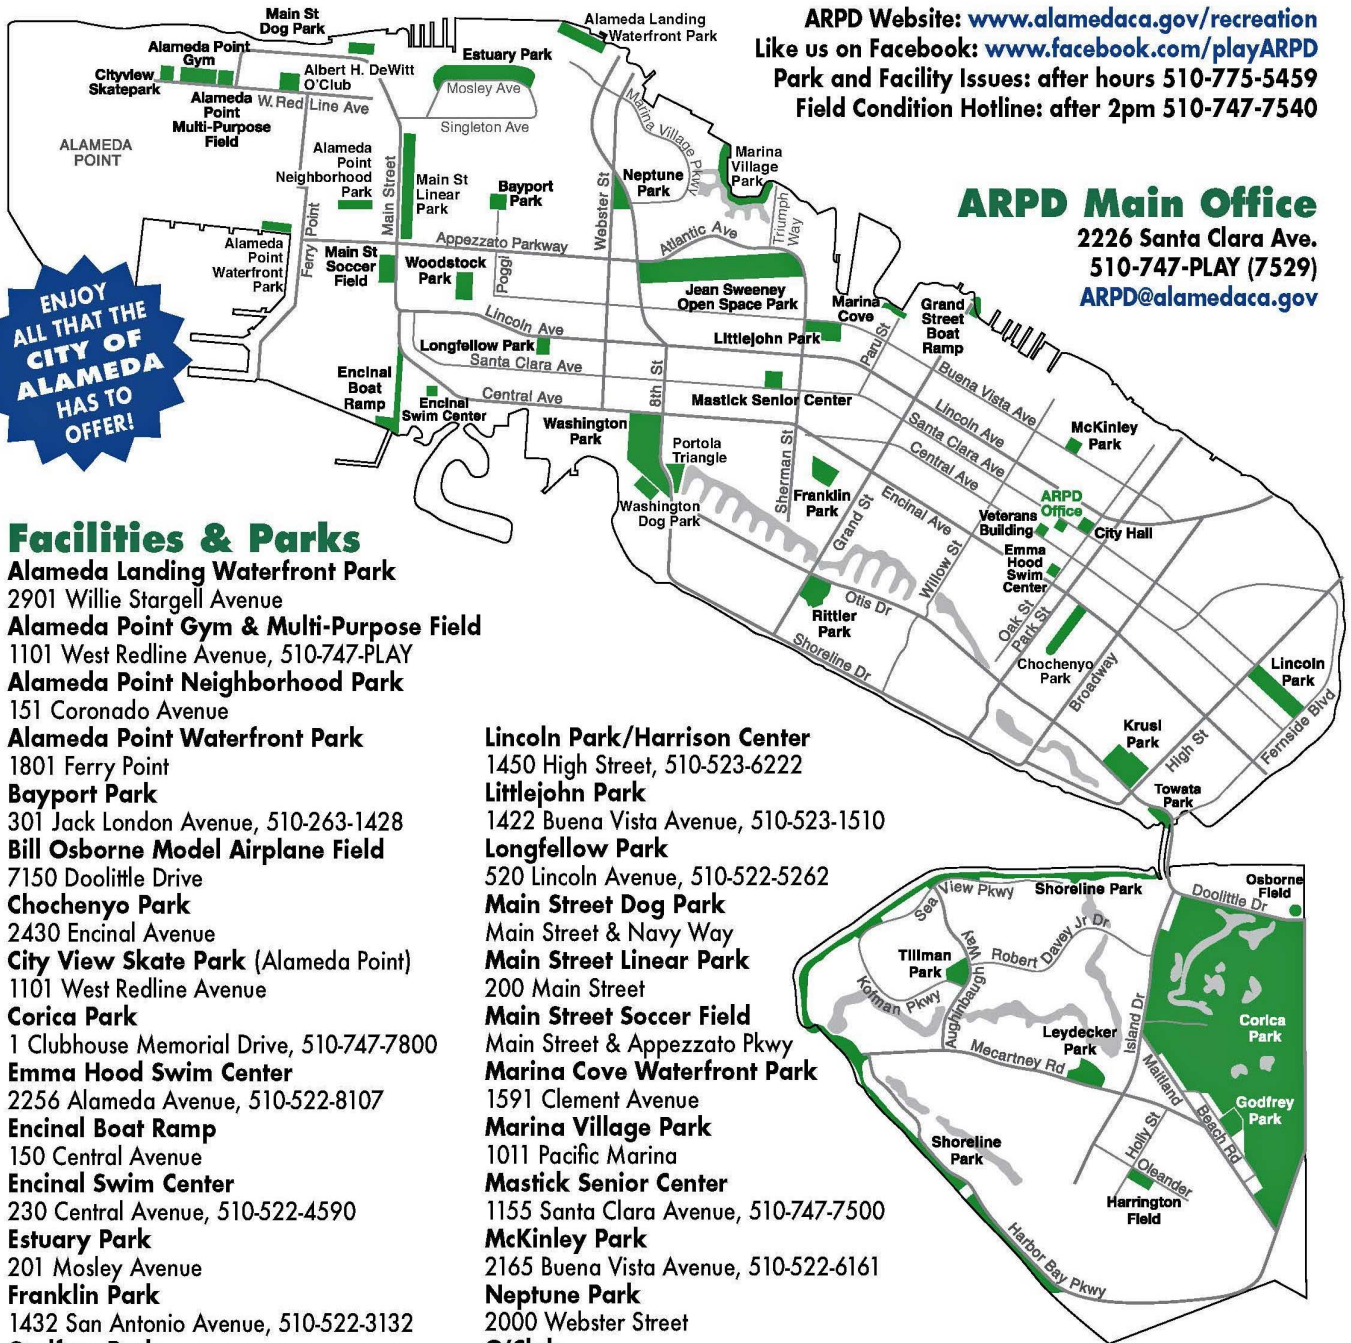 ARPD Website: www.alamedaca.gov/recreation
Like us on Facebook: www.facebook.com/playARPD
Park and Facility Issues: after hours 510-775-5459
Field Condition Hotline: after 2pm 510-747-7540
ARPD Main Office
2226 Santa Clara Ave.
510-747-PLAY (7529)
ARPD@alamedaca.gov
Main St
Dog Park
Alameda Landing
Waterfront Park
Alameda Point
Gym
Estuary Park
Cityview
Skatepark
Albert H. DeWitt
O'Club
Mosley Ave
Alameda
Point
Multi-Purpose
Field
W. Red Line Ave
Singleton Ave
Marina Village Pkwy
ALAMEDA
POINT
Alameda
Point
Neighborhood
Park
Main Street
Main St
Linear
Park
Bayport
Park
Webster St
Neptune
Park
Marina
Village
Park
Triumph
Way
Atlantic Ave
Appezzato Parkway
Alameda
Point
Waterfront
Park
Ferry Point
Main St
Soccer
Field
Woodstock
Park
Poggi
Jean Sweeney
Open Space Park
Marina
Cove
Grand
Street
Boat
Ramp
Paru St
Littlejohn Park
ENJOY
ALL THAT THE
CITY OF
ALAMEDA
HAS TO
OFFER!
Lincoln Ave
Longfellow Park
Santa Clara Ave
Encinal
Boat
Ramp
Encinal
Swim Center
Central Ave
8th St
Mastick Senior Center
Buena Vista Ave
Lincoln Ave
Santa Clara Ave
Central Ave
McKinley
Park
Washington
Park
Portola
Triangle
Washington
Dog Park
Sherman St
Franklin
Park
Grand St
Encinal Ave
Willow St
ARPD
Office
Veterans
Building
City Hall
Emma
Hood
Swim
Center
Otis Dr
Rittler
Park
Shoreline Dr
Oak St
Park St
Chochenyo
Park
Broadway
Lincoln
Park
Fernside Blvd
Krusi
Park
High St
Towata
Park
Facilities & Parks
Alameda Landing Waterfront Park
2901 Willie Stargell Avenue
Alameda Point Gym & Multi-Purpose Field
1101 West Redline Avenue, 510-747-PLAY
Alameda Point Neighborhood Park
151 Coronado Avenue
Alameda Point Waterfront Park
1801 Ferry Point
Bayport Park
301 Jack London Avenue, 510-263-1428
Bill Osborne Model Airplane Field
7150 Doolittle Drive
Chochenyo Park
2430 Encinal Avenue
City View Skate Park (Alameda Point)
1101 West Redline Avenue
Corica Park
1 Clubhouse Memorial Drive, 510-747-7800
Emma Hood Swim Center
2256 Alameda Avenue, 510-522-8107
Encinal Boat Ramp
150 Central Avenue
Encinal Swim Center
230 Central Avenue, 510-522-4590
Estuary Park
201 Mosley Avenue
Franklin Park
1432 San Antonio Avenue, 510-522-3132
Lincoln Park/Harrison Center
1450 High Street, 510-523-6222
Littlejohn Park
1422 Buena Vista Avenue, 510-523-1510
Longfellow Park
520 Lincoln Avenue, 510-522-5262
Main Street Dog Park
Main Street & Navy Way
Main Street Linear Park
200 Main Street
Main Street Soccer Field
Main Street & Appezzato Pkwy
Marina Cove Waterfront Park
1591 Clement Avenue
Marina Village Park
1011 Pacific Marina
Mastick Senior Center
1155 Santa Clara Avenue, 510-747-7500
McKinley Park
2165 Buena Vista Avenue, 510-522-6161
Neptune Park
2000 Webster Street
Sea View Pkwy
Shoreline Park
Osborne
Field
Doolittle Dr
Tillman
Park
Robert Davey Jr Dr
Kofman Pkwy
Aughinbaugh Way
Island Dr
Corica
Park
Leydecker
Park
Mecartney Rd
Maitland
Beach Rd
Godfrey
Park
Shoreline
Park
Holly St
Oleander
Harrington
Field
Harbor Bay Pkwy